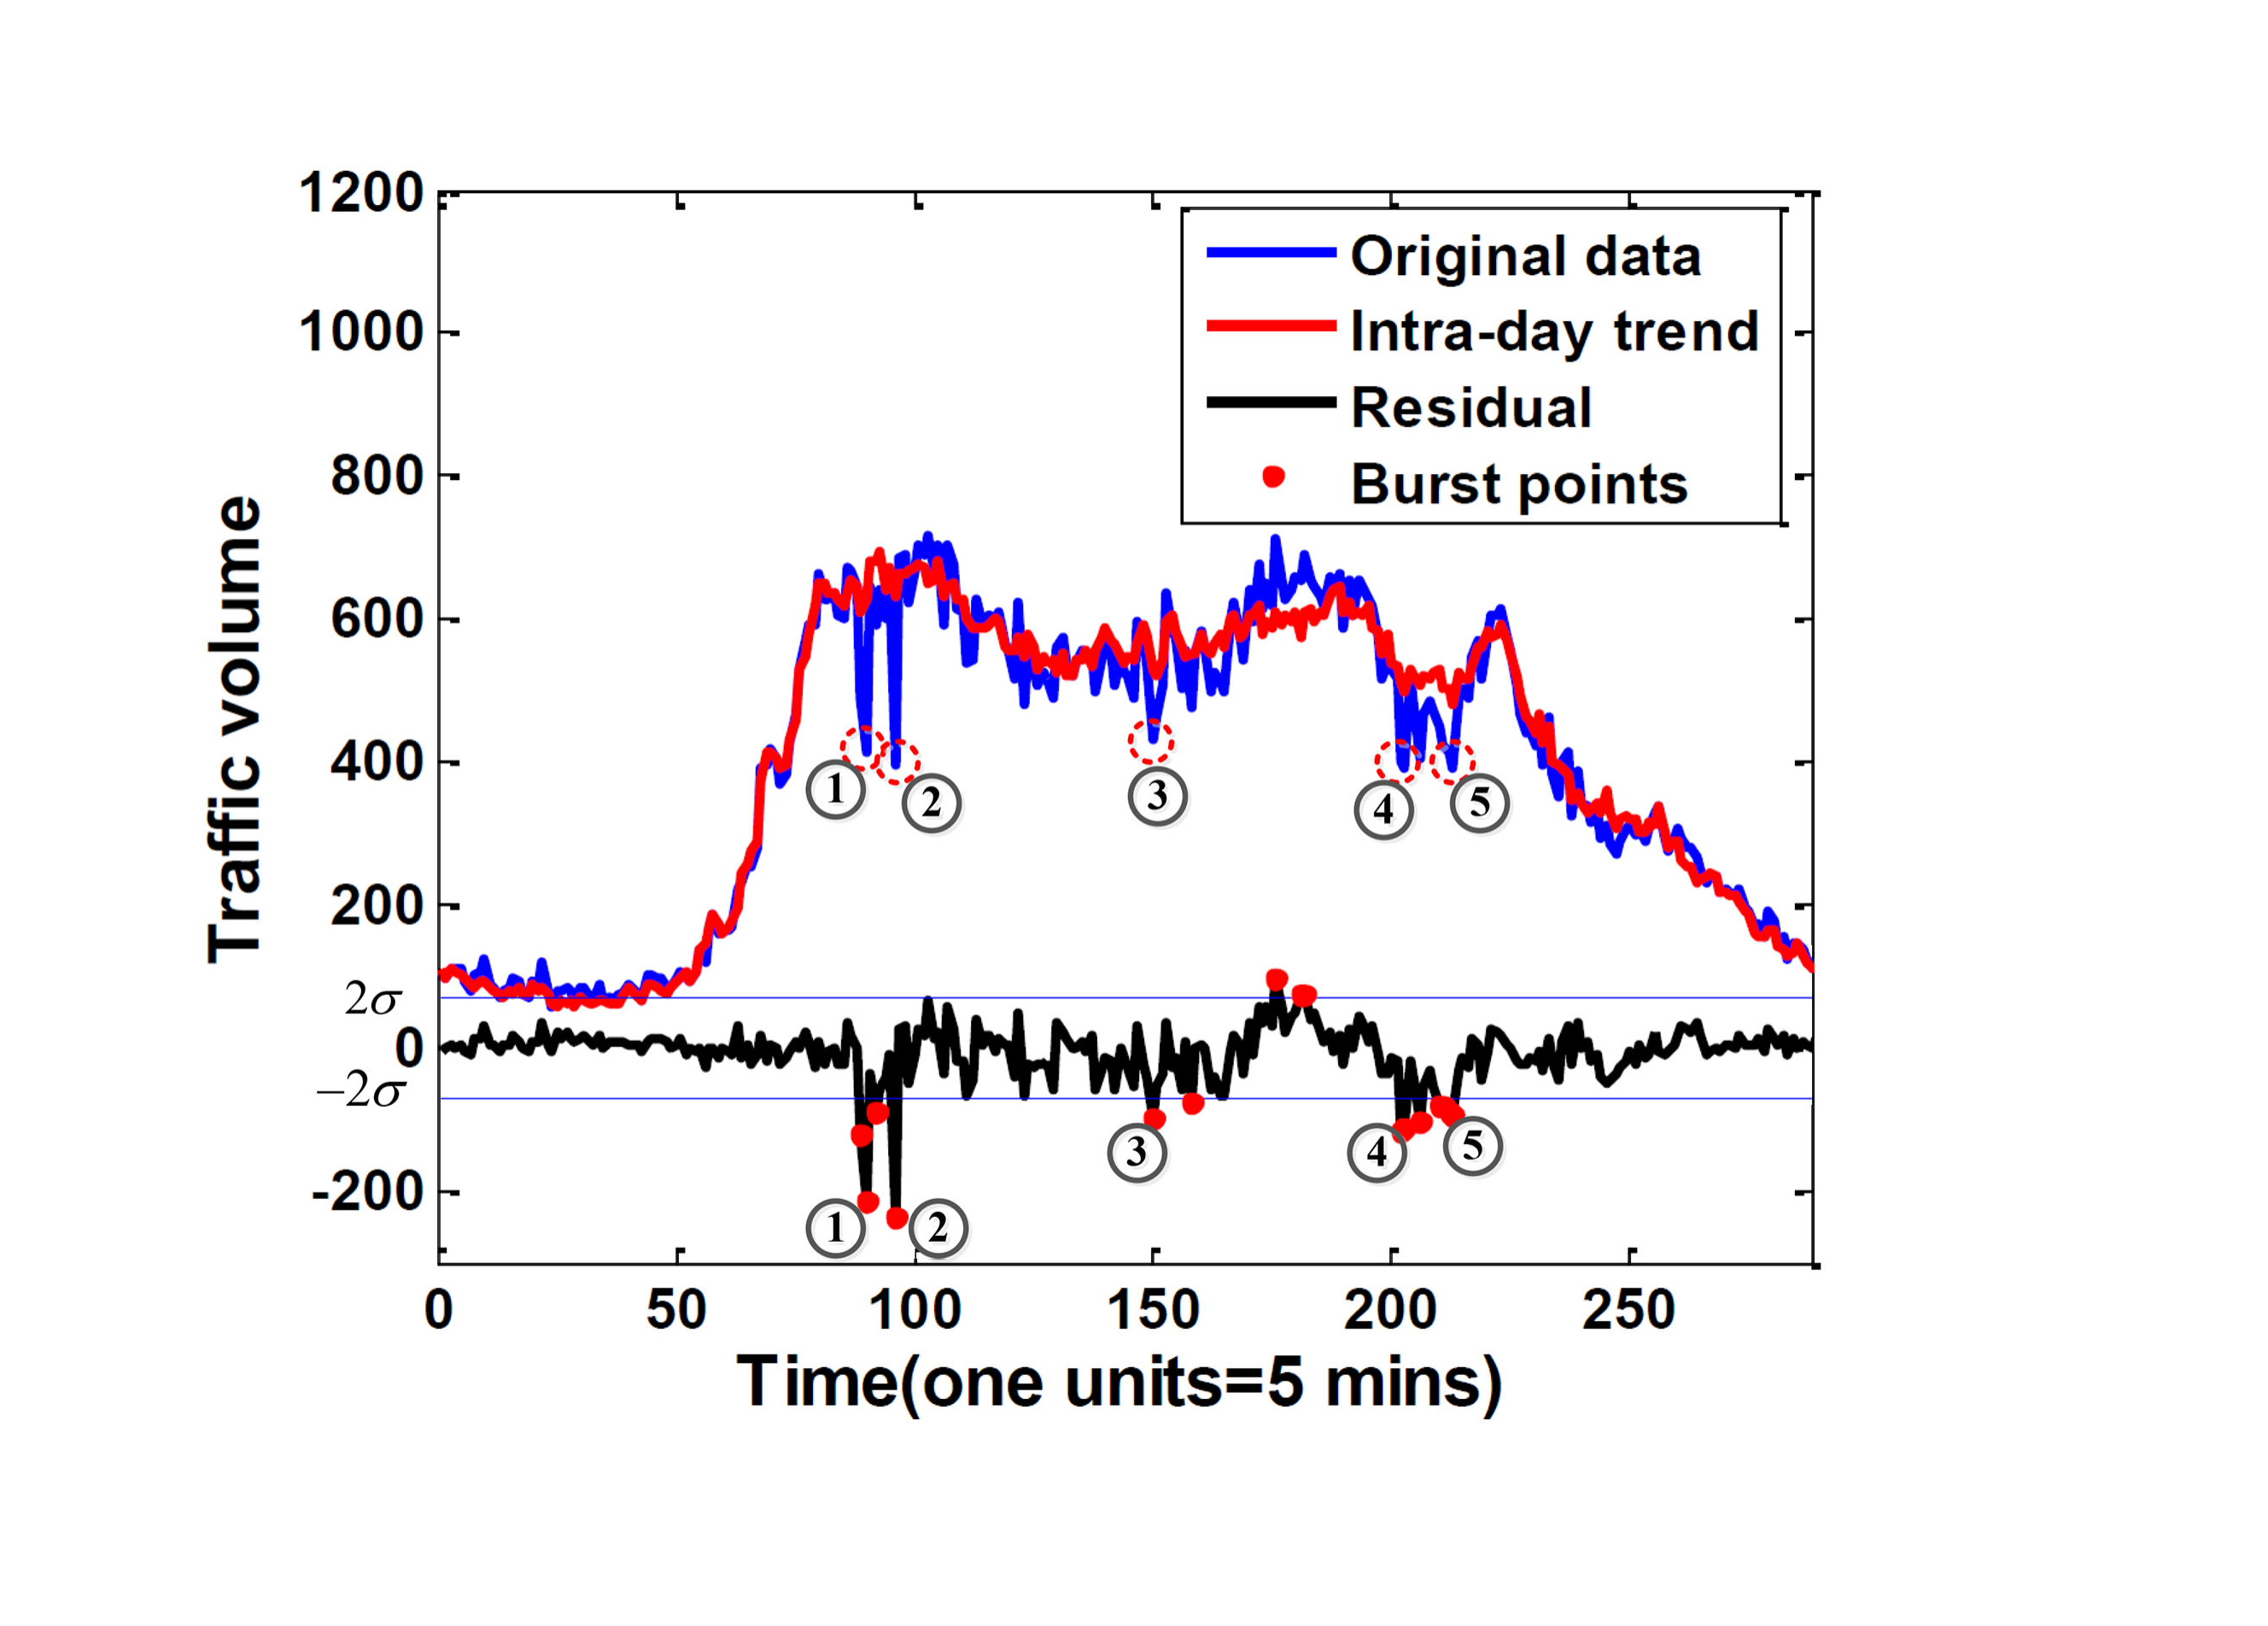 1200
1000
800
600
400
200
2σ
0
−2σ
-200
Traffic volume
Original data
Intra-day trend
Residual
Burst points
1
2
3
4
5
1
2
3
4
5
0 50 100 150 200 250
Time(one units=5 mins)